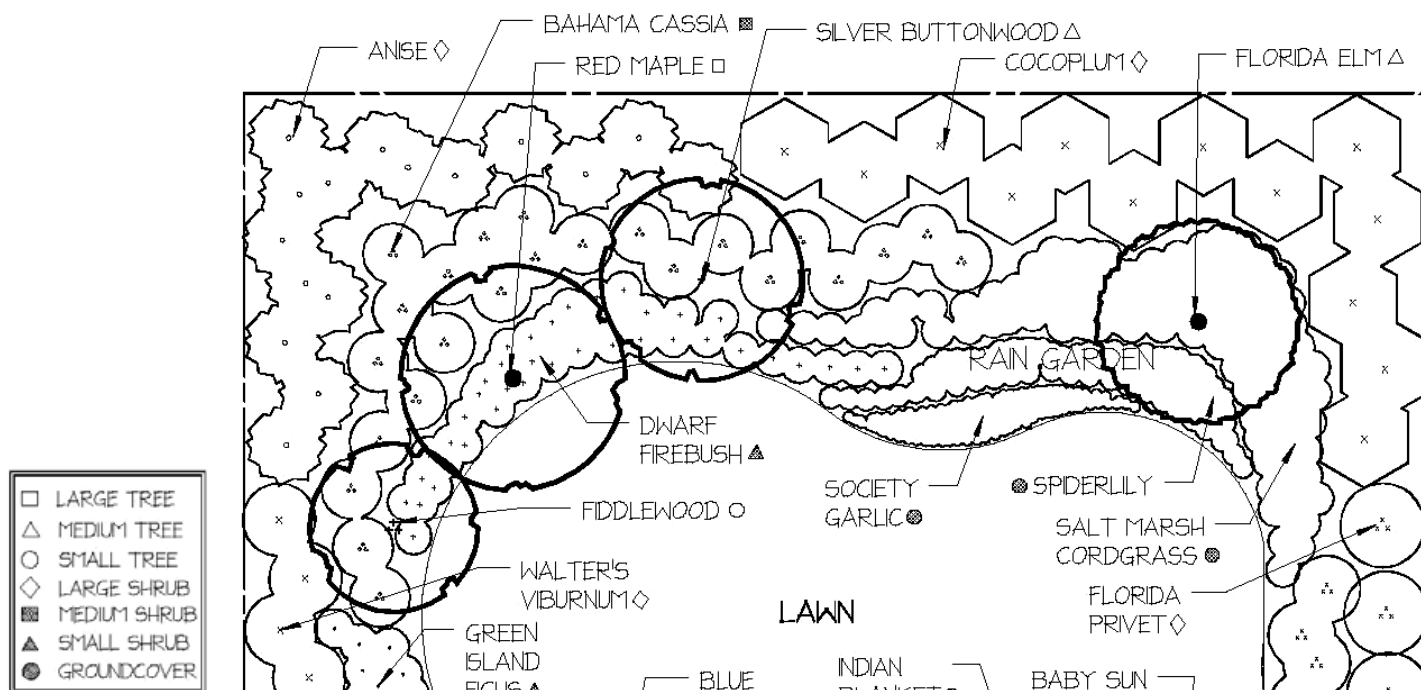 BAHAMA CASSIA
SILVER BUTTONWOOD
ANISE
RED MAPLE
COCOPLUM
FLORIDA ELM
RAIN GARDEN
DWARF
FIREBUSH
SOCIETY
GARLIC
SPIDERLILY
FIDDLEWOOD
SALT MARSH
CORDGRASS
WALTER'S
VIBURNUM
FLORIDA
PRIVET
LAWN
GREEN
ISLAND
FICUS
BLUE
INDIAN
BLANKET
BABY SUN
LARGE TREE
MEDIUM TREE
SMALL TREE
LARGE SHRUB
MEDIUM SHRUB
SMALL SHRUB
GROUNDCOVER